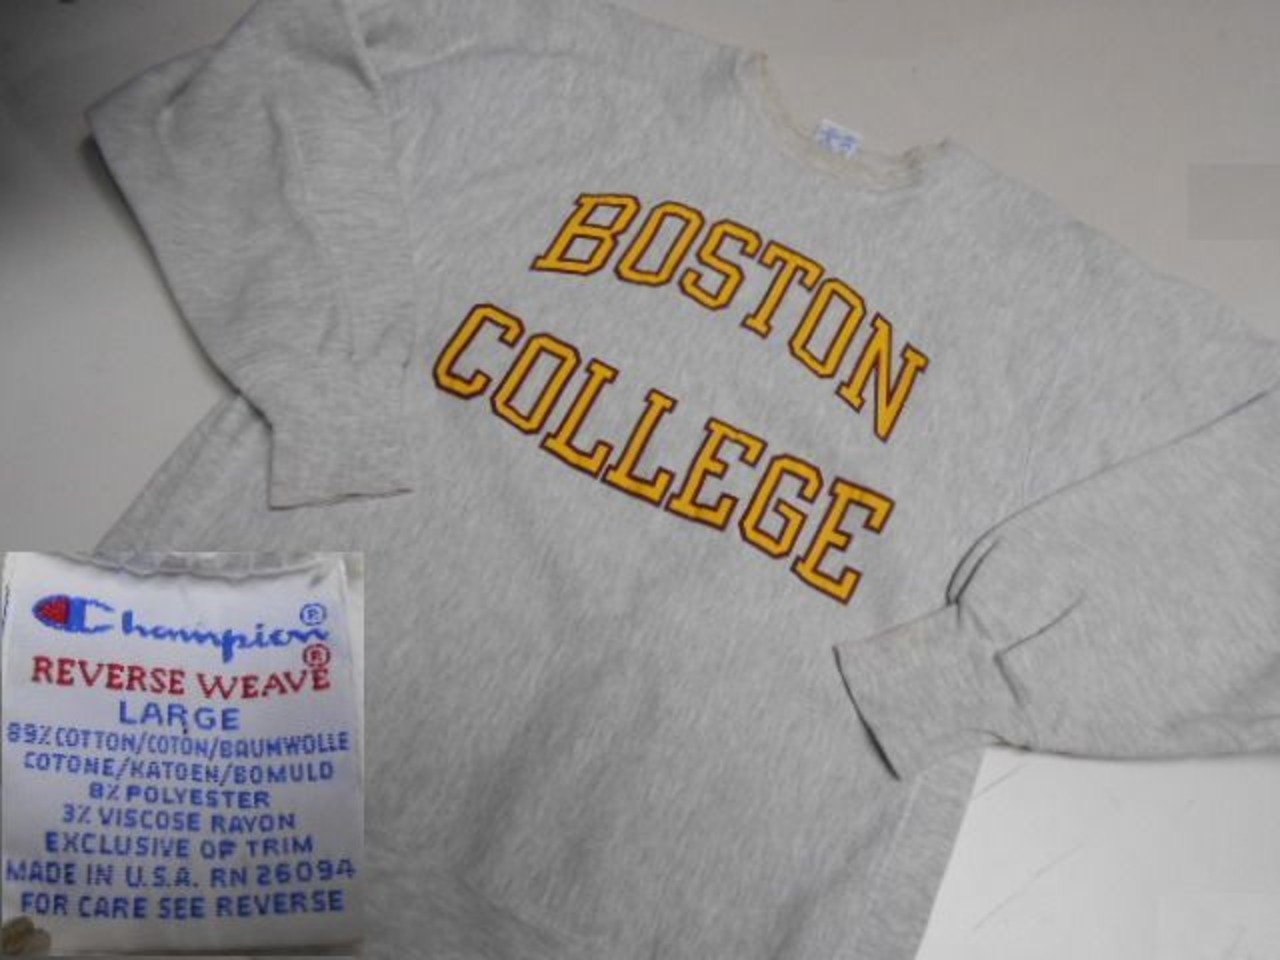 BOSTON
COLLEGE
Champion®
REVERSE WEAVE®
LARGE
89% COTTON/COTON/BAUMWOLLE
COTONE/KATOEN/BOMULD
8% POLYESTER
3% VISCOSE RAYON
EXCLUSIVE OF TRIM
MADE IN U.S.A. RN 26094
FOR CARE SEE REVERSE